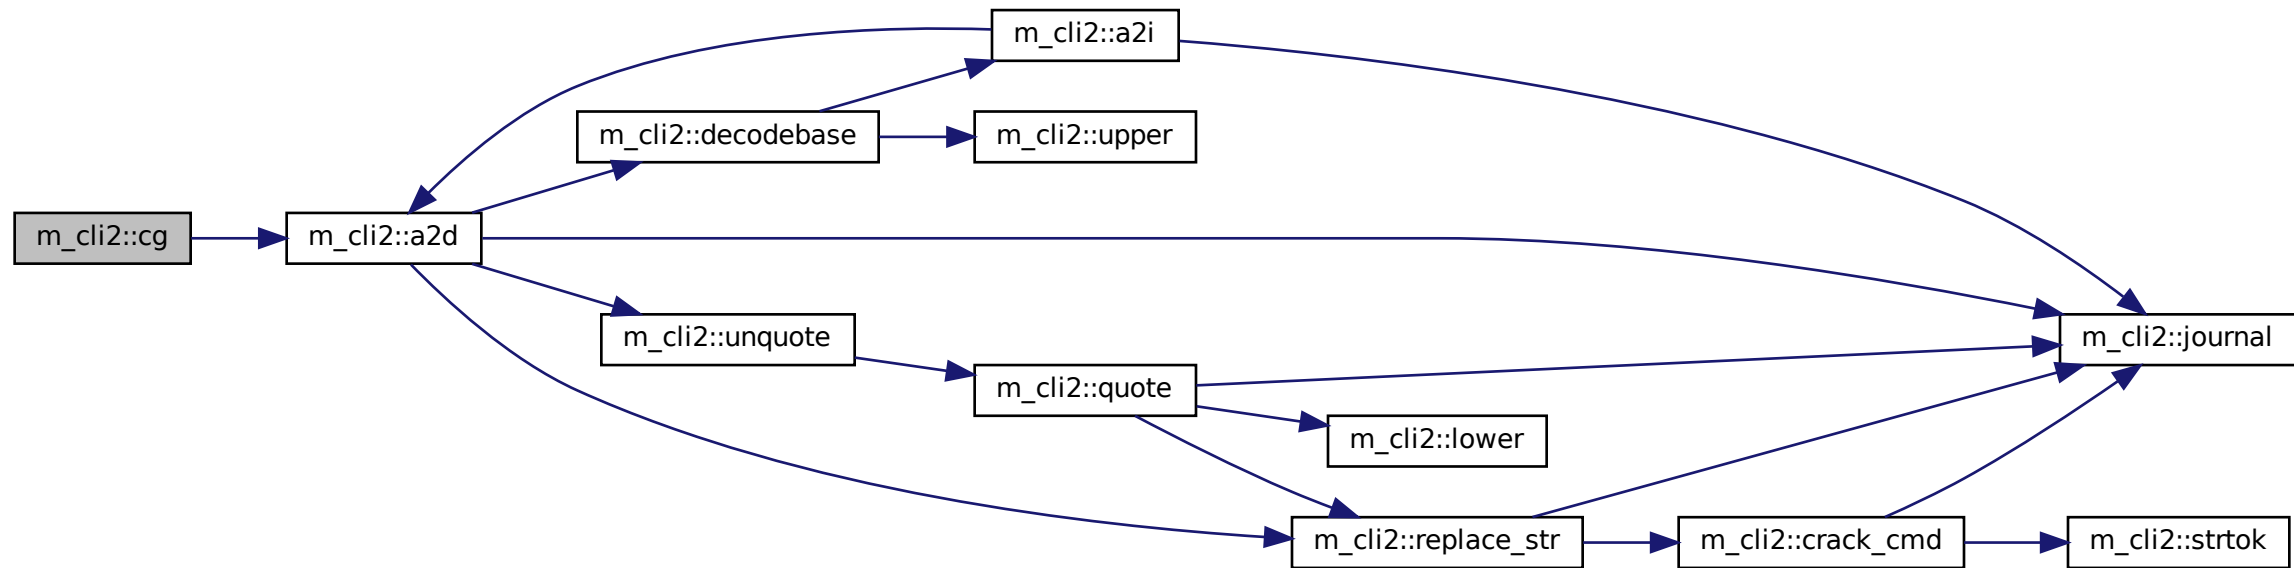 m_cli2::a2i
m_cli2::decodebase
m_cli2::upper
m_cli2::cg
m_cli2::a2d
m_cli2::unquote
m_cli2::journal
m_cli2::quote
m_cli2::lower
m_cli2::replace_str
m_cli2::crack_cmd
m_cli2::strtok